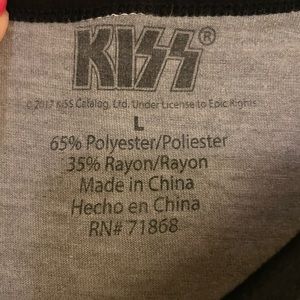 KISS®
© 2017 KISS Catalog, Ltd. Under License to Epic Rights.
L
65% Polyester/Poliester
35% Rayon/Rayon
Made in China
Hecho en China
RN# 71868